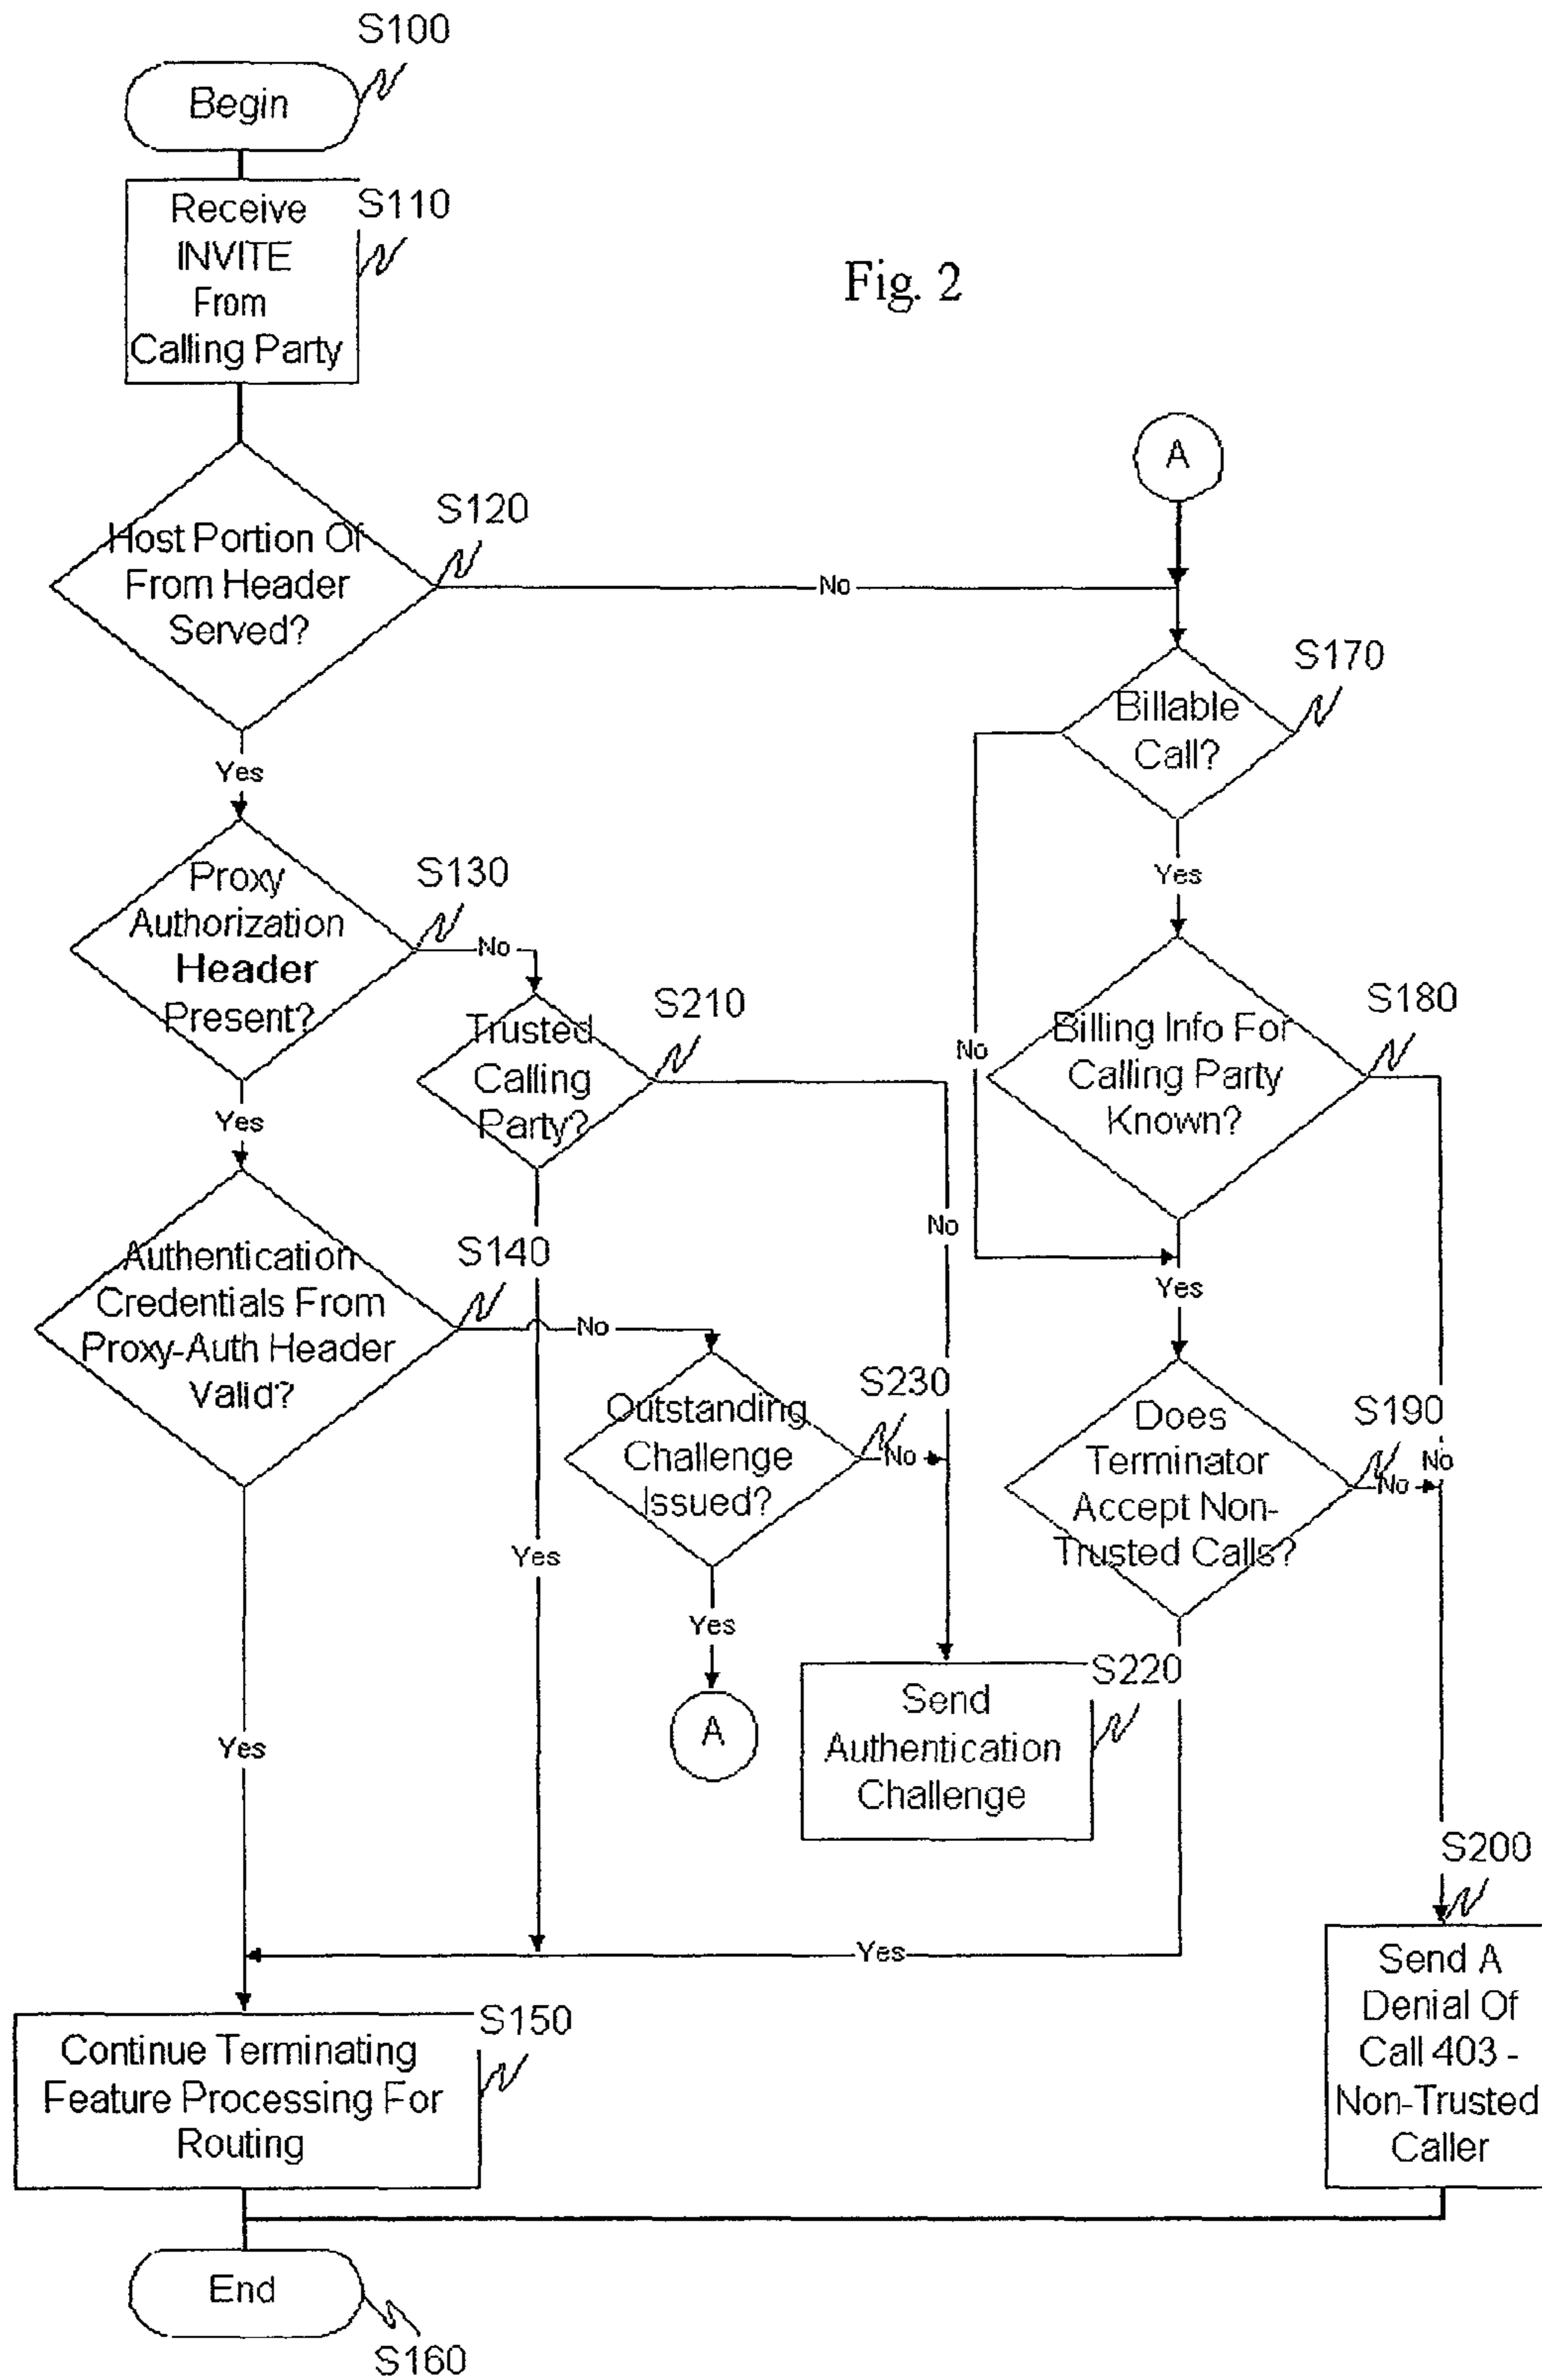 S100
Begin
S110
Receive
INVITE
From
Calling Party
Fig. 2
A
S120
Host Portion Of
From Header
Served?
No
Yes
S170
Billable
Call?
Yes
No
S130
Proxy
Authorization
Header
Present?
No
Yes
S210
Trusted
Calling
Party?
No
Yes
S180
Billing Info For
Calling Party
Known?
No
Yes
S140
Authentication
Credentials From
Proxy-Auth Header
Valid?
No
Yes
S230
Outstanding
Challenge
Issued?
No
Yes
A
S190
Does
Terminator
Accept Non-
Trusted Calls?
No
Yes
S220
Send
Authentication
Challenge
S200
Send A
Denial Of
Call 403 -
Non-Trusted
Caller
S150
Continue Terminating
Feature Processing For
Routing
End
S160